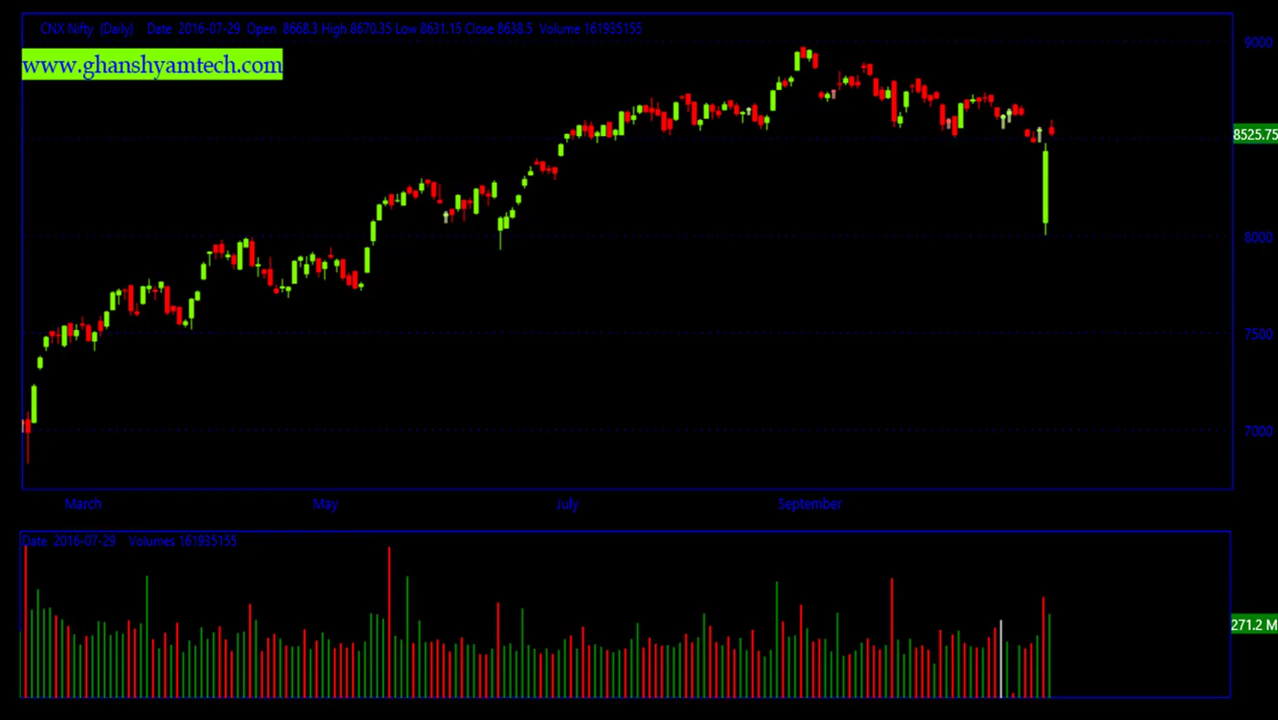 CNX Nifty (Daily) Date 2016-07-29 Open 8668.3 High 8670.35 Low 8631.15 Close 8638.5 Volume 161935155
www.ghanshyamtech.com
9000
8525.75
8000
7500
7000
March May July September
Date 2016-07-29 Volumes 161935155
271.2 M